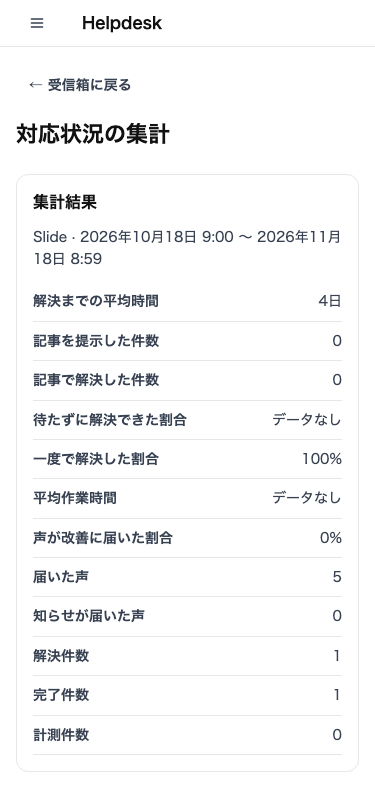 Helpdesk
← 受信箱に戻る
対応状況の集計
集計結果
Slide · 2026年10月18日 9:00 〜 2026年11月
18日 8:59
解決までの平均時間 4日
記事を提示した件数 0
記事で解決した件数 0
待たずに解決できた割合 データなし
一度で解決した割合 100%
平均作業時間 データなし
声が改善に届いた割合 0%
届いた声 5
知らせが届いた声 0
解決件数 1
完了件数 1
計測件数 0